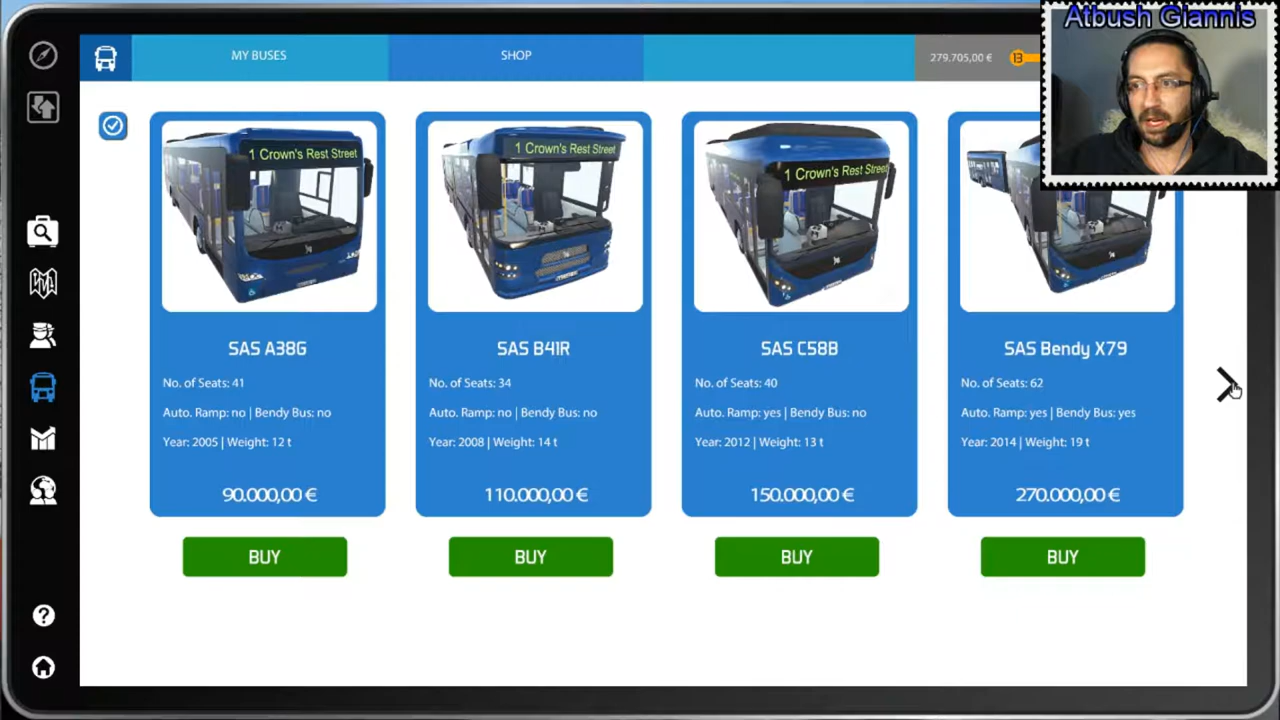 Atbush Giannis
MY BUSES
SHOP
279.705,00 €
13
1 Crown's Rest Street
1 Crown's Rest Street
1 Crown's Rest Street
SAS A38G
No. of Seats: 41
Auto. Ramp: no | Bendy Bus: no
Year: 2005 | Weight: 12 t
90.000,00 €
BUY
SAS B41R
No. of Seats: 34
Auto. Ramp: no | Bendy Bus: no
Year: 2008 | Weight: 14 t
110.000,00 €
BUY
SAS C58B
No. of Seats: 40
Auto. Ramp: yes | Bendy Bus: no
Year: 2012 | Weight: 13 t
150.000,00 €
BUY
SAS Bendy X79
No. of Seats: 62
Auto. Ramp: yes | Bendy Bus: yes
Year: 2014 | Weight: 19 t
270.000,00 €
BUY
?